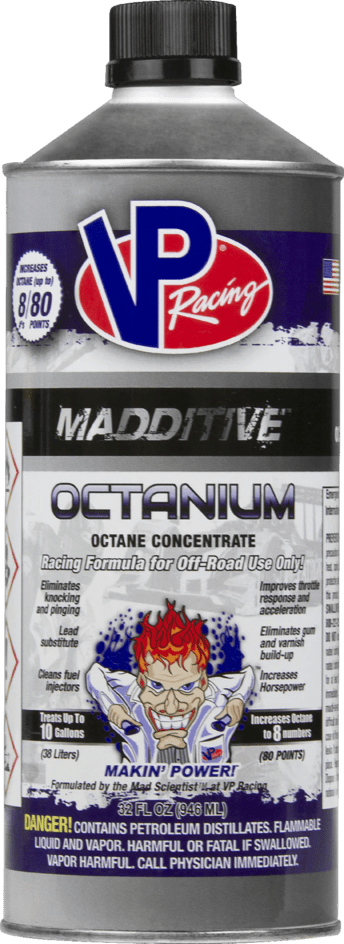 VP
Racing
INCREASES
OCTANE (up to)
8/80
#'s POINTS
MADDITIVE
OCTANIUM
OCTANE CONCENTRATE
Racing Formula for Off-Road Use Only!
Eliminates
knocking
and pinging
Lead
substitute
Cleans fuel
injectors
Improves throttle
response and
acceleration
Eliminates gum
and varnish
build-up
Increases
Horsepower
Treats Up To
10 Gallons
(38 Liters)
VP
Increases Octane
to 8 numbers
(80 POINTS)
MAKIN' POWER!
Formulated by the Mad Scientist at VP Racing
32 FL OZ (946 ML)
DANGER! CONTAINS PETROLEUM DISTILLATES. FLAMMABLE
LIQUID AND VAPOR. HARMFUL OR FATAL IF SWALLOWED.
VAPOR HARMFUL. CALL PHYSICIAN IMMEDIATELY.